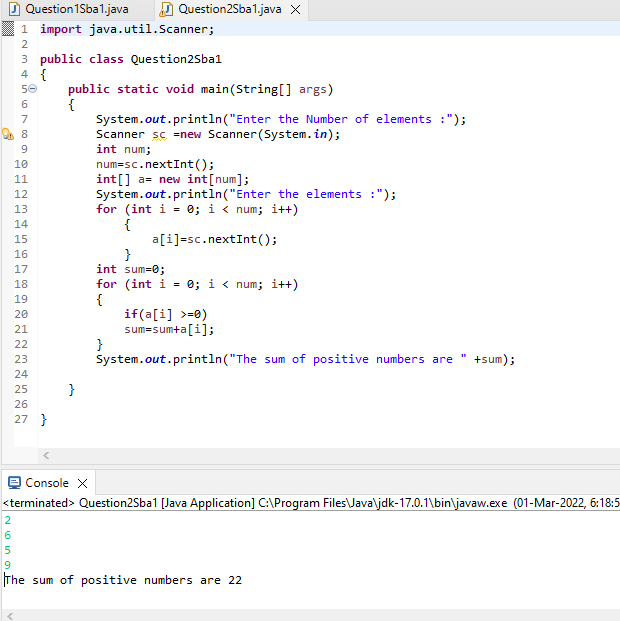 Question1Sba1.java Question2Sba1.java
1 import java.util.Scanner;
2
3 public class Question2Sba1
4 {
5 public static void main(String[] args)
6 {
7 System.out.println("Enter the Number of elements :");
8 Scanner sc =new Scanner(System.in);
9 int num;
10 num=sc.nextInt();
11 int[] a= new int[num];
12 System.out.println("Enter the elements :");
13 for (int i = 0; i < num; i++)
14 {
15 a[i]=sc.nextInt();
16 }
17 int sum=0;
18 for (int i = 0; i < num; i++)
19 {
20 if(a[i] >=0)
21 sum=sum+a[i];
22 }
23 System.out.println("The sum of positive numbers are " +sum);
24
25 }
26
27 }
Console
<terminated> Question2Sba1 [Java Application] C:\Program Files\Java\jdk-17.0.1\bin\javaw.exe (01-Mar-2022, 6:18:5
2
6
5
9
The sum of positive numbers are 22